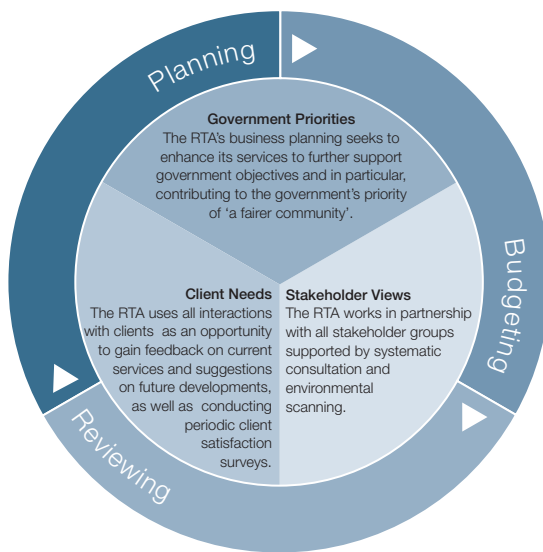 Planning
Government Priorities
The RTA's business planning seeks to
enhance its services to further support
government objectives and in particular,
contributing to the government's priority
of 'a fairer community'.
Budgeting
Client Needs
The RTA uses all interactions
with clients as an opportunity
to gain feedback on current
services and suggestions
on future developments,
as well as conducting
periodic client
satisfaction
surveys.
Stakeholder Views
The RTA works in partnership
with all stakeholder groups
supported by systematic
consultation and
environmental
scanning.
Reviewing